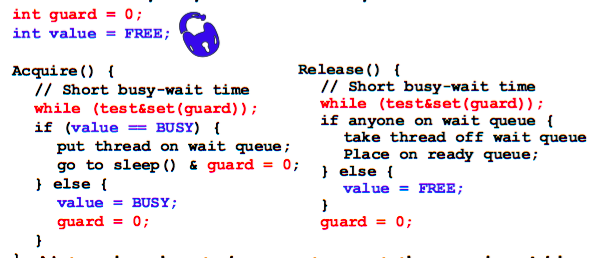 int guard = 0;
int value = FREE;
Acquire() {
// Short busy-wait time
while (test&set(guard));
if (value == BUSY) {
put thread on wait queue;
go to sleep() & guard = 0;
} else {
value = BUSY;
guard = 0;
}
Release() {
// Short busy-wait time
while (test&set(guard));
if anyone on wait queue {
take thread off wait queue
Place on ready queue;
} else {
value = FREE;
}
guard = 0;